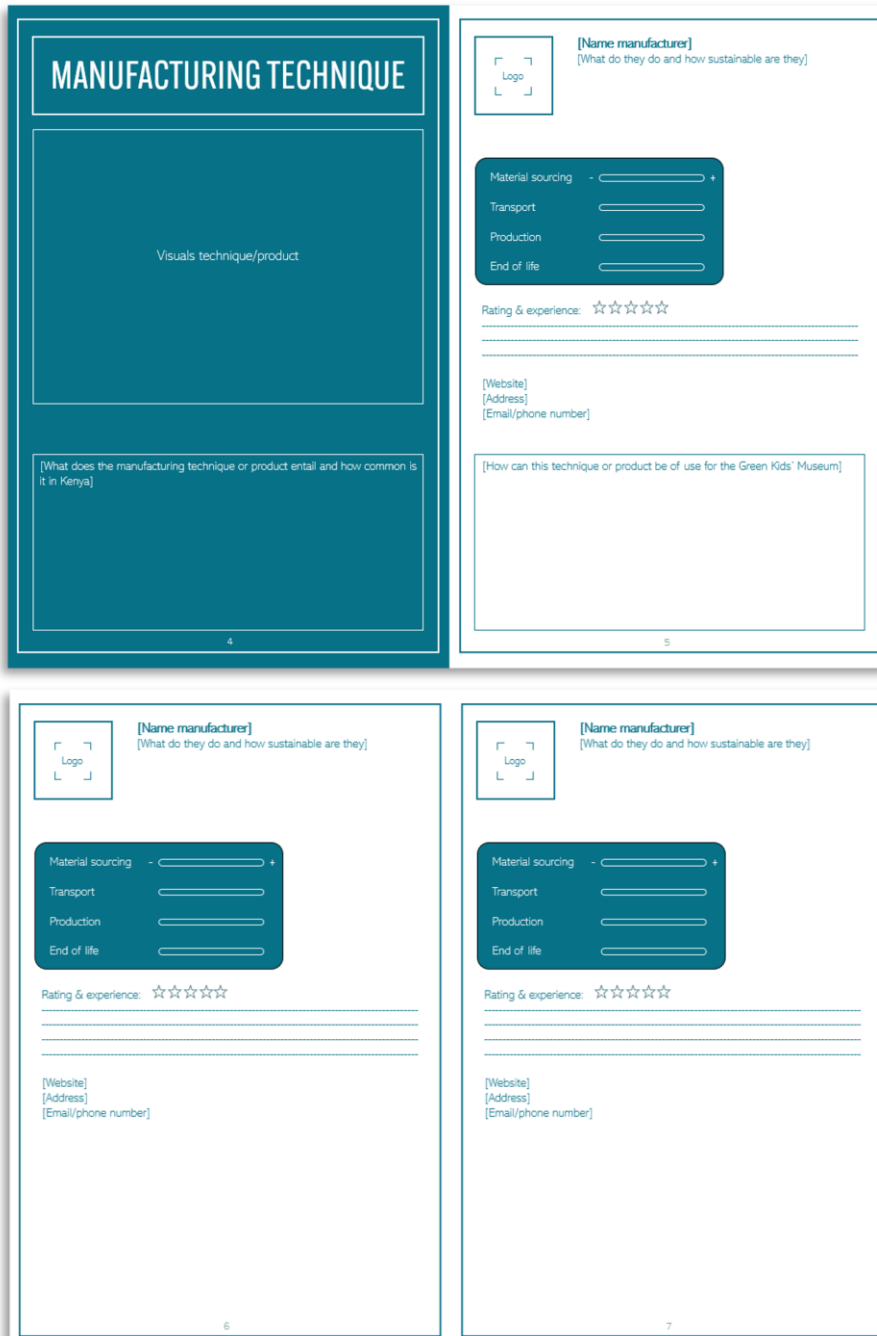 MANUFACTURING TECHNIQUE
Visuals technique/product
[What does the manufacturing technique or product entail and how common is
it in Kenya]
4
Logo
[Name manufacturer]
[What do they do and how sustainable are they]
Material sourcing - +
Transport
Production
End of life
Rating & experience: ☆☆☆☆☆
[Website]
[Address]
[Email/phone number]
[How can this technique or product be of use for the Green Kids' Museum]
5
Logo
[Name manufacturer]
[What do they do and how sustainable are they]
Material sourcing - +
Transport
Production
End of life
Rating & experience: ☆☆☆☆☆
[Website]
[Address]
[Email/phone number]
6
Logo
[Name manufacturer]
[What do they do and how sustainable are they]
Material sourcing - +
Transport
Production
End of life
Rating & experience: ☆☆☆☆☆
[Website]
[Address]
[Email/phone number]
7